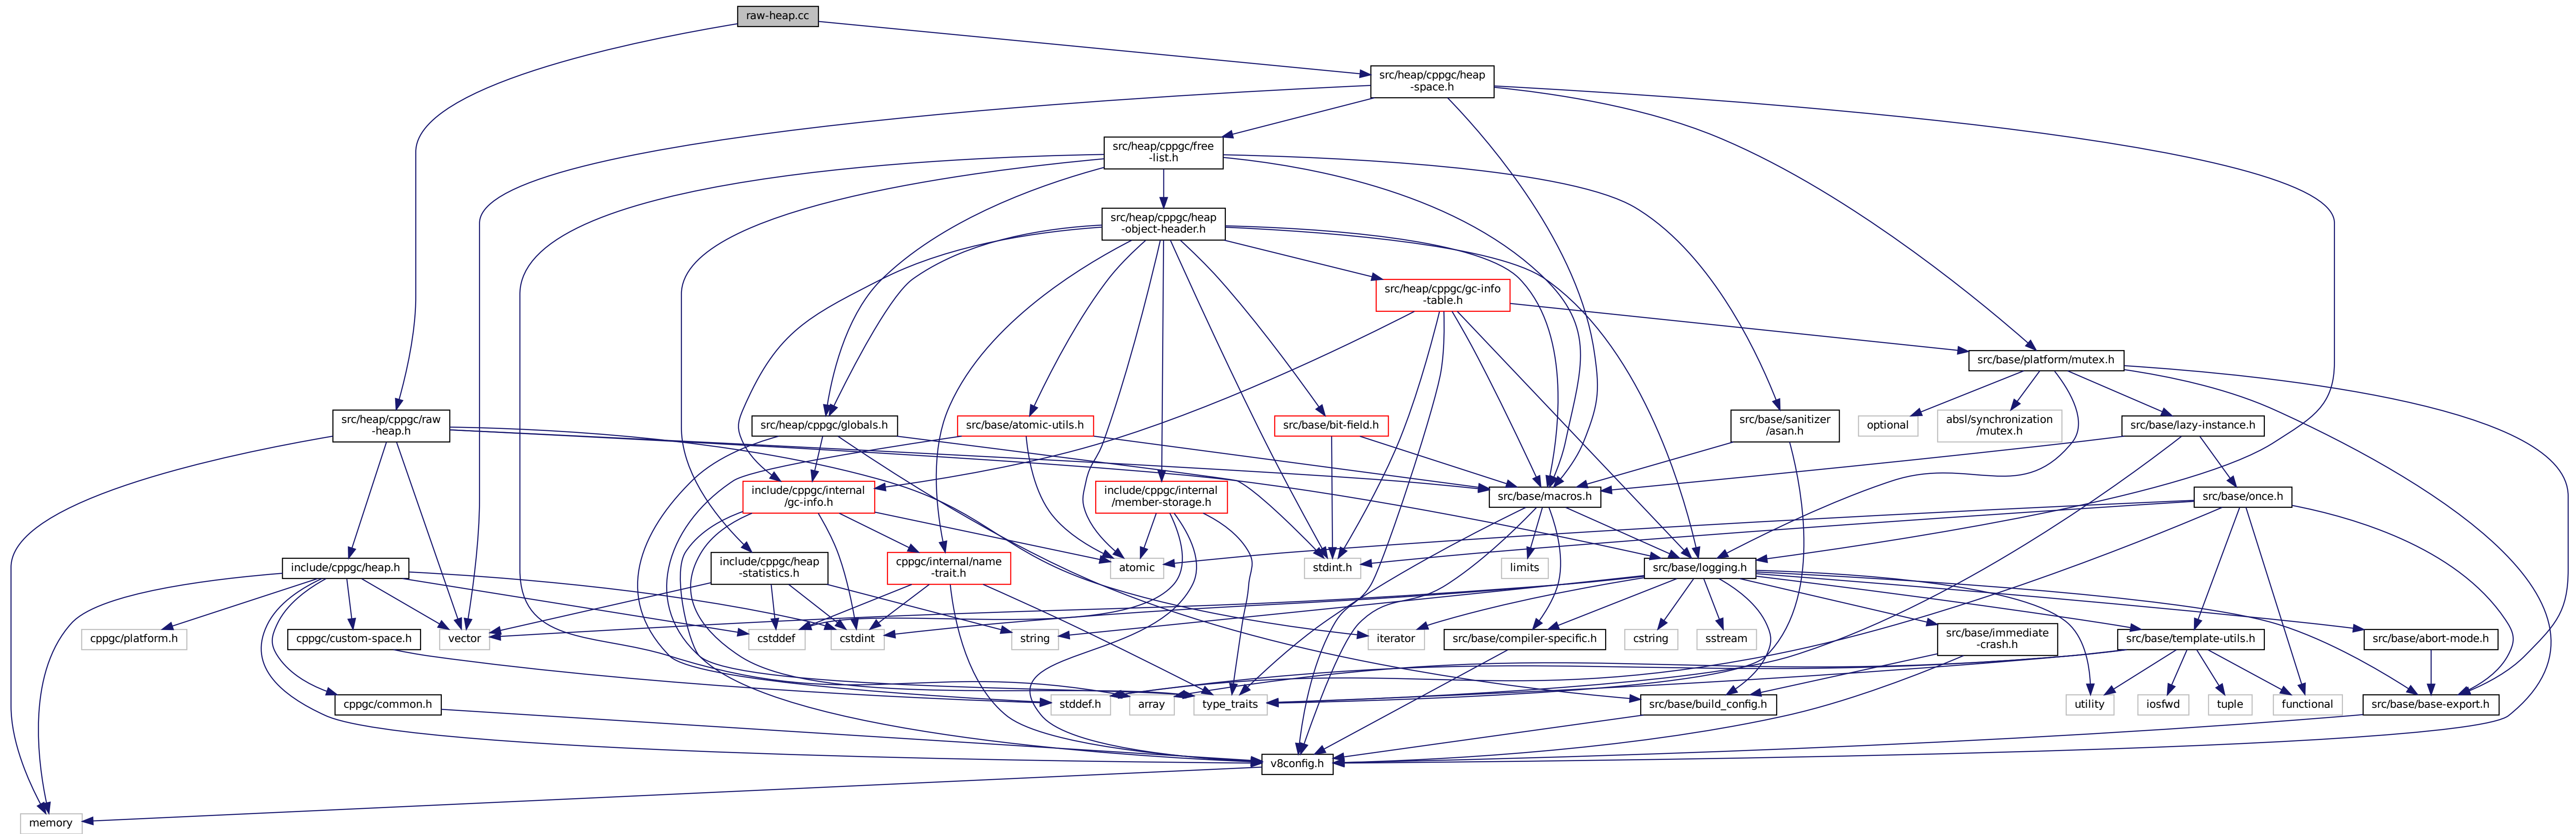 raw-heap.cc
src/heap/cppgc/heap
-space.h
src/heap/cppgc/free
-list.h
src/heap/cppgc/heap
-object-header.h
src/heap/cppgc/gc-info
-table.h
src/base/platform/mutex.h
src/heap/cppgc/raw
-heap.h
src/heap/cppgc/globals.h
src/base/atomic-utils.h
src/base/bit-field.h
src/base/sanitizer
/asan.h
optional
absl/synchronization
/mutex.h
src/base/lazy-instance.h
include/cppgc/internal
/gc-info.h
include/cppgc/internal
/member-storage.h
src/base/macros.h
src/base/once.h
include/cppgc/heap.h
include/cppgc/heap
-statistics.h
cppgc/internal/name
-trait.h
atomic
stdint.h
limits
src/base/logging.h
cppgc/platform.h
cppgc/custom-space.h
vector
cstddef
cstdint
string
iterator
src/base/compiler-specific.h
cstring
sstream
src/base/immediate
-crash.h
src/base/template-utils.h
src/base/abort-mode.h
cppgc/common.h
stddef.h
array
type_traits
src/base/build_config.h
utility
iosfwd
tuple
functional
src/base/base-export.h
v8config.h
memory